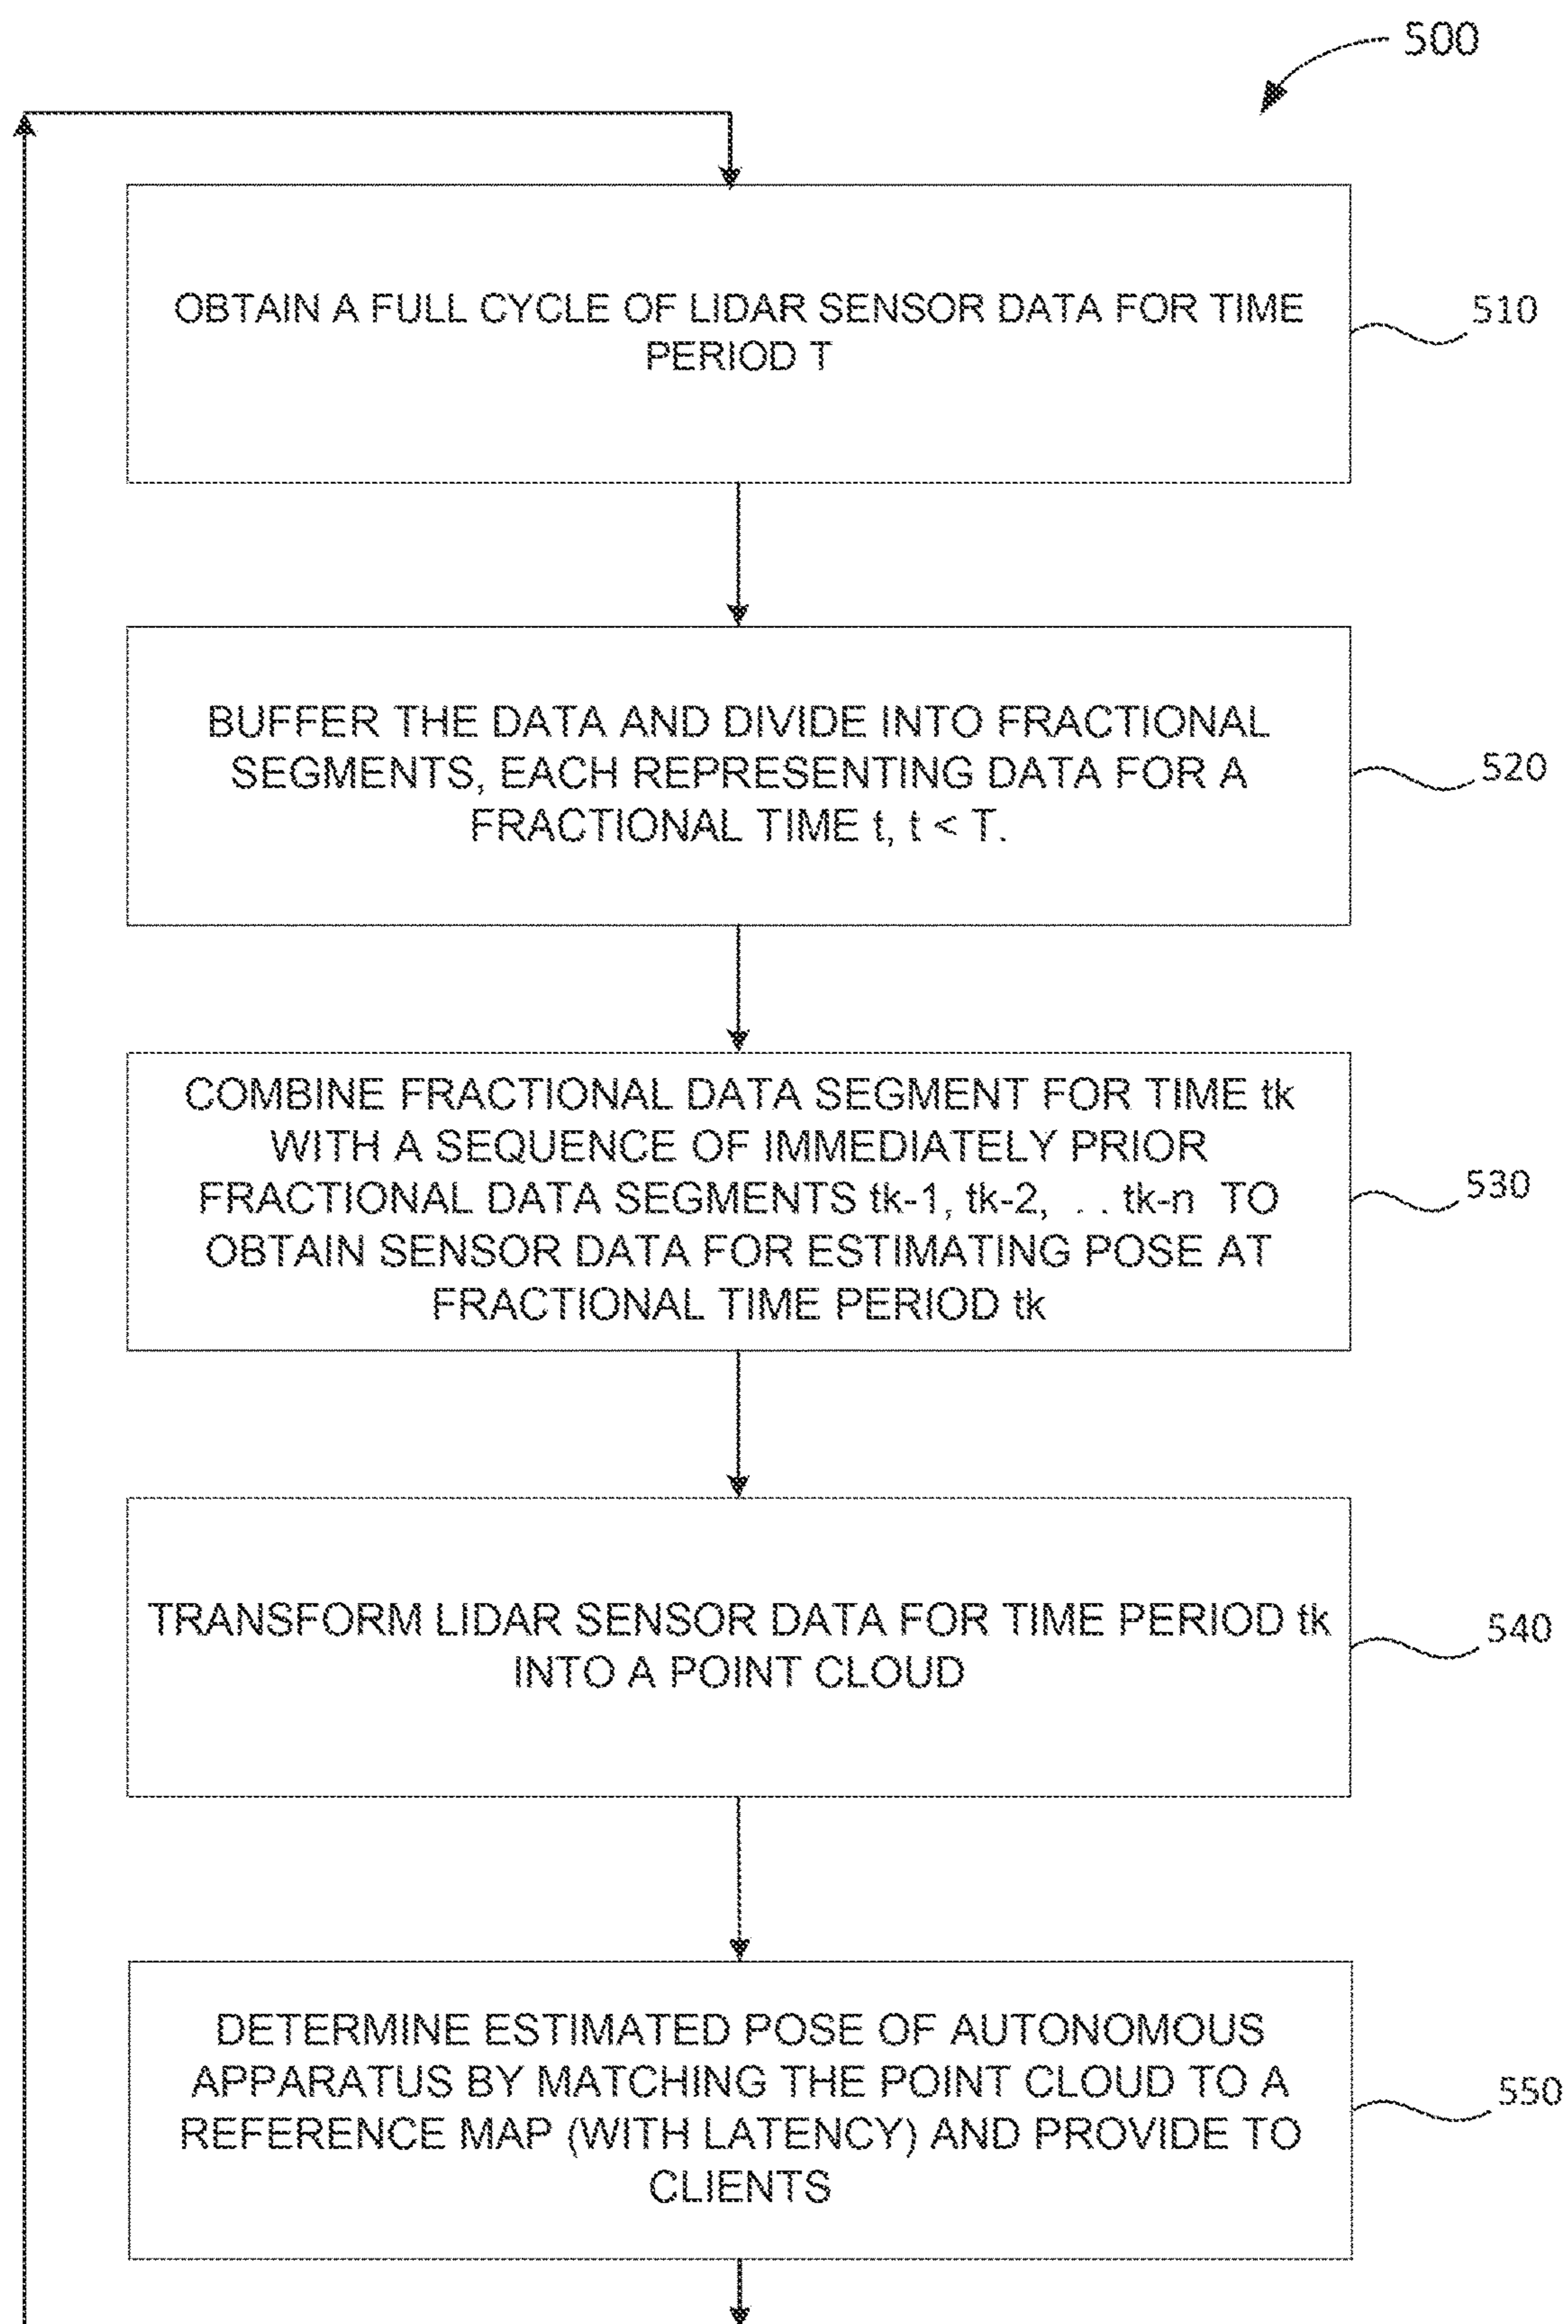 500
OBTAIN A FULL CYCLE OF LIDAR SENSOR DATA FOR TIME
PERIOD T
510
BUFFER THE DATA AND DIVIDE INTO FRACTIONAL
SEGMENTS, EACH REPRESENTING DATA FOR A
FRACTIONAL TIME t, t < T.
520
COMBINE FRACTIONAL DATA SEGMENT FOR TIME tk
WITH A SEQUENCE OF IMMEDIATELY PRIOR
FRACTIONAL DATA SEGMENTS tk-1, tk-2, . . tk-n TO
OBTAIN SENSOR DATA FOR ESTIMATING POSE AT
FRACTIONAL TIME PERIOD tk
530
TRANSFORM LIDAR SENSOR DATA FOR TIME PERIOD tk
INTO A POINT CLOUD
540
DETERMINE ESTIMATED POSE OF AUTONOMOUS
APPARATUS BY MATCHING THE POINT CLOUD TO A
REFERENCE MAP (WITH LATENCY) AND PROVIDE TO
CLIENTS
550